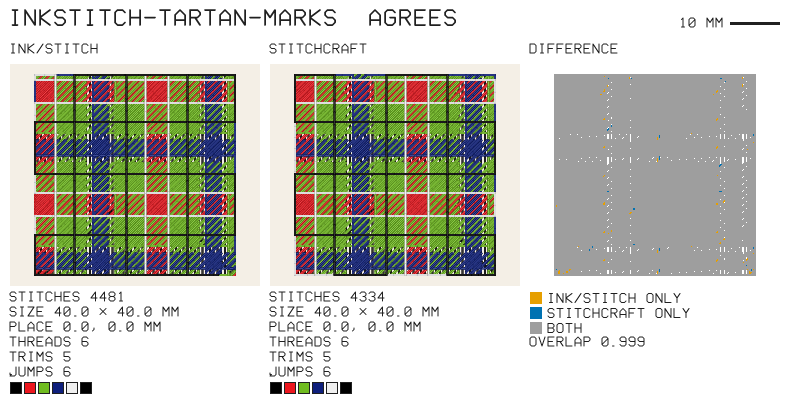 INKSTITCH-TARTAN-MARKS AGREES
10 MM
INK/STITCH
STITCHES 4481
SIZE 40.0 × 40.0 MM
PLACE 0.0, 0.0 MM
THREADS 6
TRIMS 5
JUMPS 6
STITCHCRAFT
STITCHES 4334
SIZE 40.0 × 40.0 MM
PLACE 0.0, 0.0 MM
THREADS 6
TRIMS 5
JUMPS 6
DIFFERENCE
INK/STITCH ONLY
STITCHCRAFT ONLY
BOTH
OVERLAP 0.999